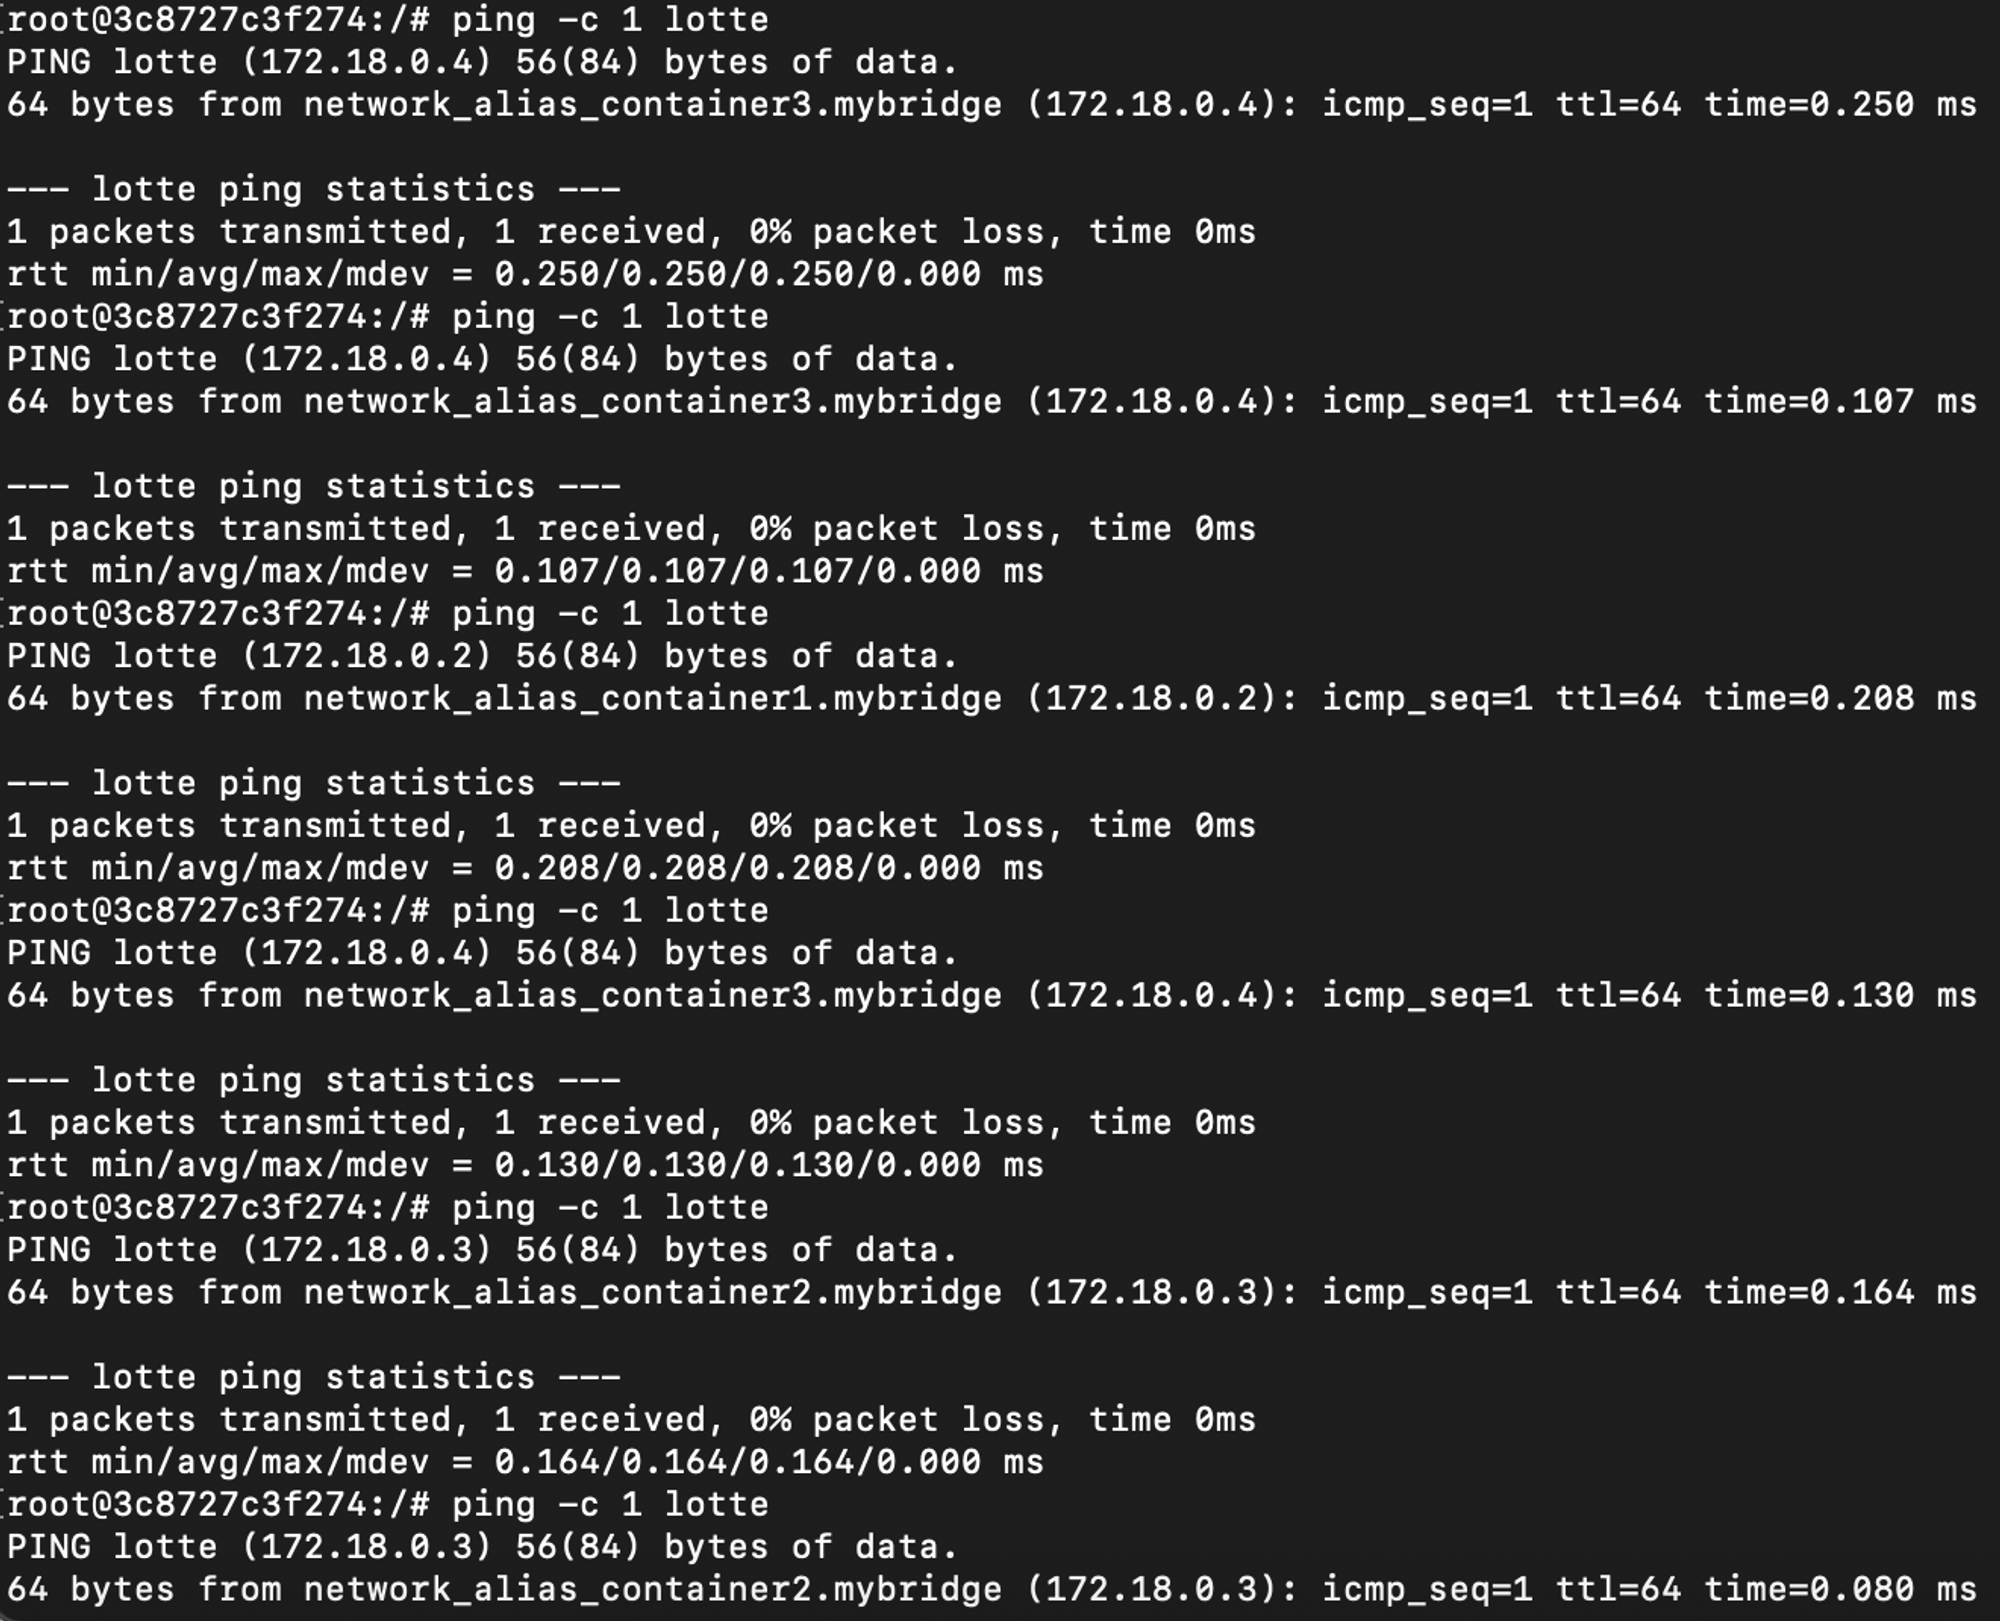 root@3c8727c3f274:/# ping -c 1 lotte
PING lotte (172.18.0.4) 56(84) bytes of data.
64 bytes from network_alias_container3.mybridge (172.18.0.4): icmp_seq=1 ttl=64 time=0.250 ms

--- lotte ping statistics ---
1 packets transmitted, 1 received, 0% packet loss, time 0ms
rtt min/avg/max/mdev = 0.250/0.250/0.250/0.000 ms
root@3c8727c3f274:/# ping -c 1 lotte
PING lotte (172.18.0.4) 56(84) bytes of data.
64 bytes from network_alias_container3.mybridge (172.18.0.4): icmp_seq=1 ttl=64 time=0.107 ms

--- lotte ping statistics ---
1 packets transmitted, 1 received, 0% packet loss, time 0ms
rtt min/avg/max/mdev = 0.107/0.107/0.107/0.000 ms
root@3c8727c3f274:/# ping -c 1 lotte
PING lotte (172.18.0.2) 56(84) bytes of data.
64 bytes from network_alias_container1.mybridge (172.18.0.2): icmp_seq=1 ttl=64 time=0.208 ms

--- lotte ping statistics ---
1 packets transmitted, 1 received, 0% packet loss, time 0ms
rtt min/avg/max/mdev = 0.208/0.208/0.208/0.000 ms
root@3c8727c3f274:/# ping -c 1 lotte
PING lotte (172.18.0.4) 56(84) bytes of data.
64 bytes from network_alias_container3.mybridge (172.18.0.4): icmp_seq=1 ttl=64 time=0.130 ms

--- lotte ping statistics ---
1 packets transmitted, 1 received, 0% packet loss, time 0ms
rtt min/avg/max/mdev = 0.130/0.130/0.130/0.000 ms
root@3c8727c3f274:/# ping -c 1 lotte
PING lotte (172.18.0.3) 56(84) bytes of data.
64 bytes from network_alias_container2.mybridge (172.18.0.3): icmp_seq=1 ttl=64 time=0.164 ms

--- lotte ping statistics ---
1 packets transmitted, 1 received, 0% packet loss, time 0ms
rtt min/avg/max/mdev = 0.164/0.164/0.164/0.000 ms
root@3c8727c3f274:/# ping -c 1 lotte
PING lotte (172.18.0.3) 56(84) bytes of data.
64 bytes from network_alias_container2.mybridge (172.18.0.3): icmp_seq=1 ttl=64 time=0.080 ms